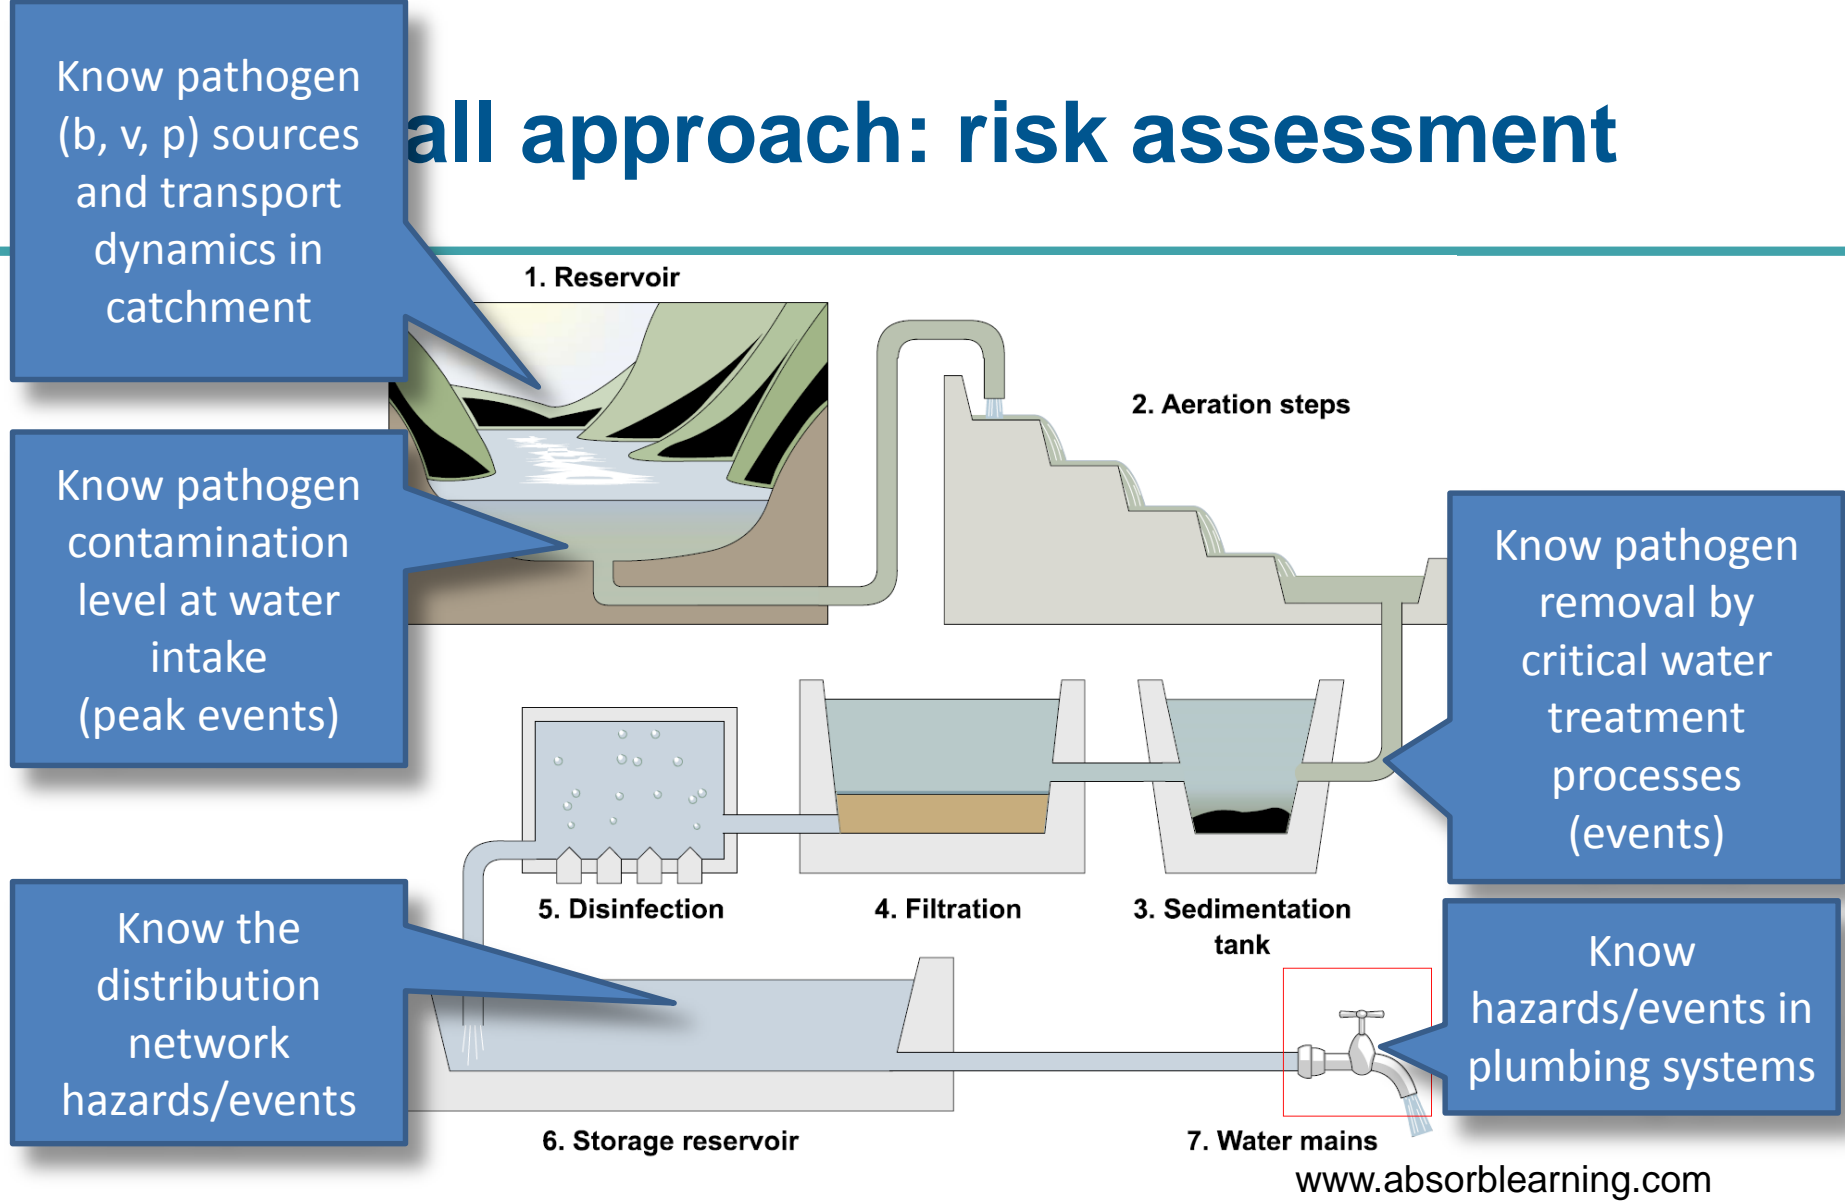 Know pathogen
(b, v, p) sources
and transport
dynamics in
catchment
all approach: risk assessment
1. Reservoir
2. Aeration steps
Know pathogen
contamination
level at water
intake
(peak events)
Know pathogen
removal by
critical water
treatment
processes
(events)
5. Disinfection
4. Filtration
3. Sedimentation
tank
Know the
distribution
network
hazards/events
Know
hazards/events in
plumbing systems
6. Storage reservoir
7. Water mains
www.absorblearning.com